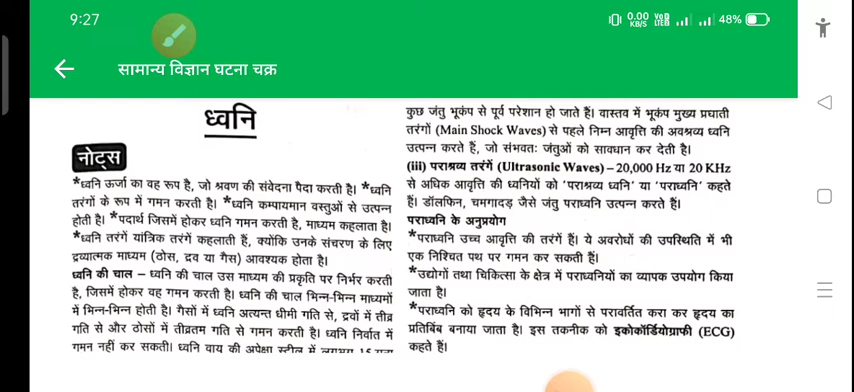 9:27
0.00 KB/S
48%
सामान्य विज्ञान घटना चक्र
ध्वनि
नोट्स
*ध्वनि ऊर्जा का वह रूप है, जो श्रवण की संवेदना पैदा करती है। *ध्वनि
तरंगों के रूप में गमन करती है। *ध्वनि कम्पायमान वस्तुओं से उत्पन्न
होती है। *पदार्थ जिसमें होकर ध्वनि गमन करती है, माध्यम कहलाता है।
*ध्वनि तरंगें यांत्रिक तरंगें कहलाती हैं, क्योंकि उनके संचरण के लिए
द्रव्यात्मक माध्यम (ठोस, द्रव या गैस) आवश्यक होता है।
ध्वनि की चाल – ध्वनि की चाल उस माध्यम की प्रकृति पर निर्भर करती
है, जिसमें होकर वह गमन करती है। ध्वनि की चाल भिन्न-भिन्न माध्यमों
में भिन्न-भिन्न होती है। गैसों में ध्वनि अत्यन्त धीमी गति से, द्रवों में तीव्र
गति से और ठोसों में तीव्रतम गति से गमन करती है। ध्वनि निर्वात में
गमन नहीं कर सकती। ध्वनि वायु की अपेक्षा स्टील में लगभग 15 गुना
कुछ जंतु भूकंप से पूर्व परेशान हो जाते हैं। वास्तव में भूकंप मुख्य प्रघाती
तरंगों (Main Shock Waves) से पहले निम्न आवृत्ति की अवश्रव्य ध्वनि
उत्पन्न करते हैं, जो संभवतः जंतुओं को सावधान कर देती है।
(iii) पराश्रव्य तरंगें (Ultrasonic Waves) – 20,000 Hz या 20 KHz
से अधिक आवृत्ति की ध्वनियों को 'पराश्रव्य ध्वनि' या 'पराध्वनि' कहते
हैं। डॉलफिन, चमगादड़ जैसे जंतु पराध्वनि उत्पन्न करते हैं।
पराध्वनि के अनुप्रयोग
*पराध्वनि उच्च आवृत्ति की तरंगें हैं। ये अवरोधों की उपस्थिति में भी
एक निश्चित पथ पर गमन कर सकती हैं।
*उद्योगों तथा चिकित्सा के क्षेत्र में पराध्वनियों का व्यापक उपयोग किया
जाता है।
*पराध्वनि को हृदय के विभिन्न भागों से परावर्तित करा कर हृदय का
प्रतिबिंब बनाया जाता है। इस तकनीक को इकोकॉर्डियोग्राफी (ECG)
कहते हैं।